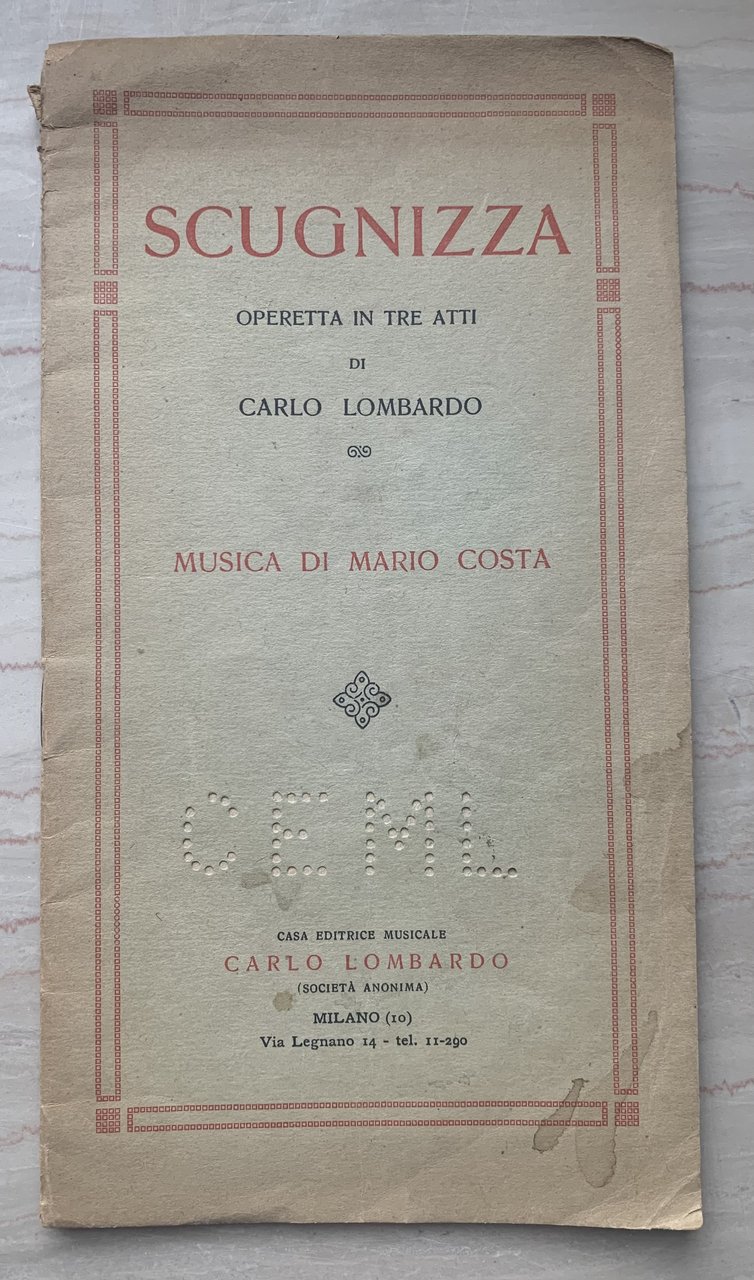 SCUGNIZZA
OPERETTA IN TRE ATTI
DI
CARLO LOMBARDO
MUSICA DI MARIO COSTA
CEML
CASA EDITRICE MUSICALE
CARLO LOMBARDO
(SOCIETÀ ANONIMA)
MILANO (10)
Via Legnano 14 - tel. 11-290